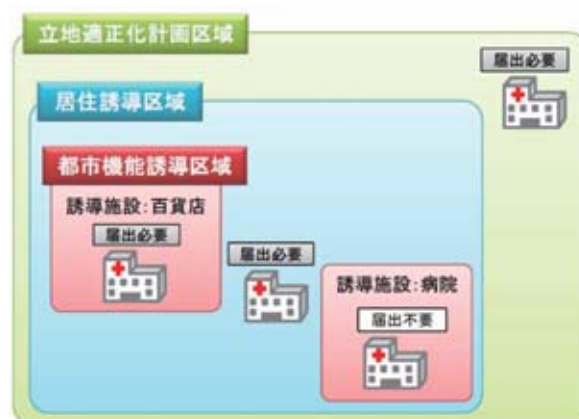 立地適正化計画区域
届出必要
居住誘導区域
都市機能誘導区域
誘導施設:百貨店
届出必要
届出必要
誘導施設:病院
届出不要